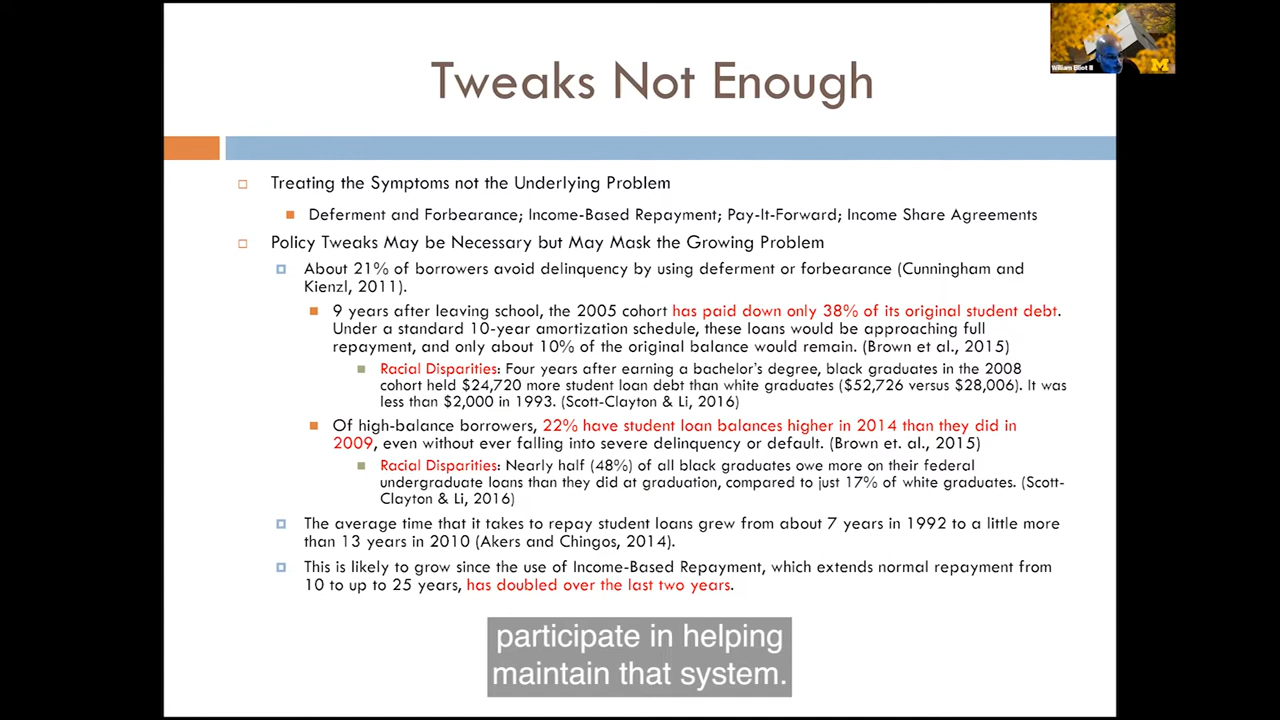 William Elliot II
M
Tweaks Not Enough
Treating the Symptoms not the Underlying Problem
Deferment and Forbearance; Income-Based Repayment; Pay-It-Forward; Income Share Agreements
Policy Tweaks May be Necessary but May Mask the Growing Problem
About 21% of borrowers avoid delinquency by using deferment or forbearance (Cunningham and
Kienzl, 2011).
9 years after leaving school, the 2005 cohort has paid down only 38% of its original student debt.
Under a standard 10-year amortization schedule, these loans would be approaching full
repayment, and only about 10% of the original balance would remain. (Brown et al., 2015)
Racial Disparities: Four years after earning a bachelor's degree, black graduates in the 2008
cohort held $24,720 more student loan debt than white graduates ($52,726 versus $28,006). It was
less than $2,000 in 1993. (Scott-Clayton & Li, 2016)
Of high-balance borrowers, 22% have student loan balances higher in 2014 than they did in
2009, even without ever falling into severe delinquency or default. (Brown et. al., 2015)
Racial Disparities: Nearly half (48%) of all black graduates owe more on their federal
undergraduate loans than they did at graduation, compared to just 17% of white graduates. (Scott-
Clayton & Li, 2016)
The average time that it takes to repay student loans grew from about 7 years in 1992 to a little more
than 13 years in 2010 (Akers and Chingos, 2014).
This is likely to grow since the use of Income-Based Repayment, which extends normal repayment from
10 to up to 25 years, has doubled over the last two years.
participate in helping
maintain that system.